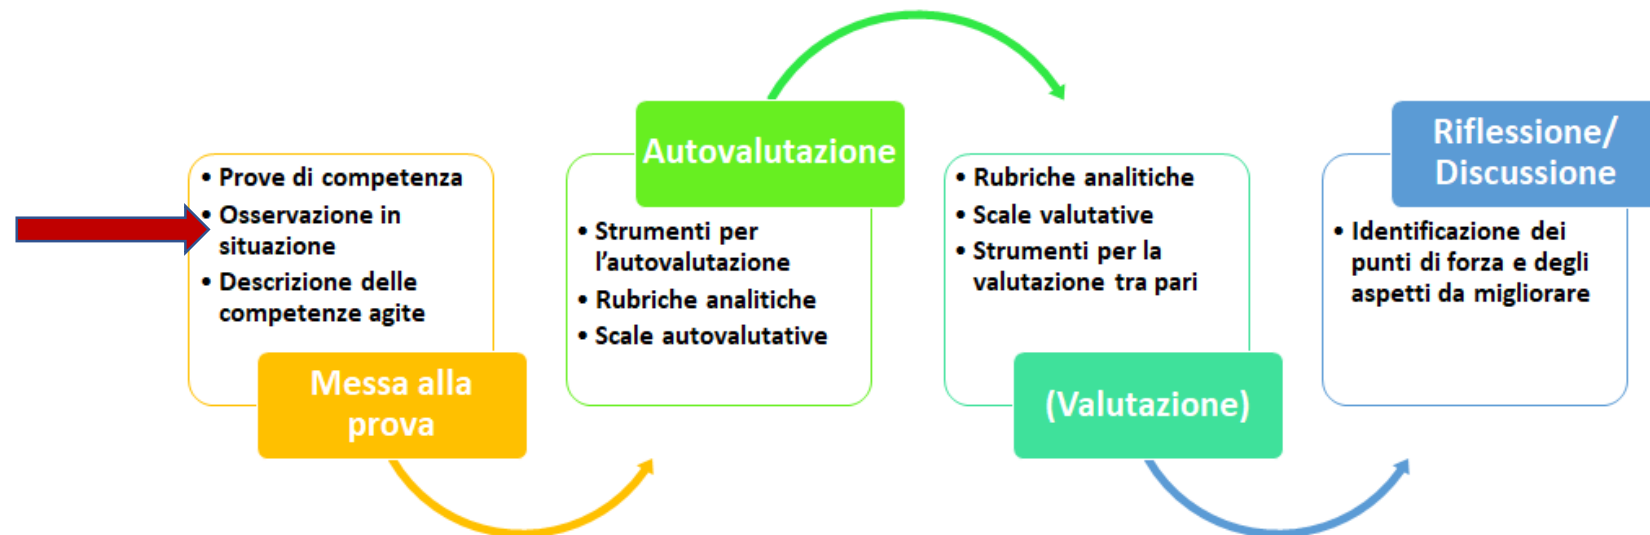 • Prove di competenza
• Osservazione in
situazione
• Descrizione delle
competenze agite
Messa alla
prova
Autovalutazione
• Strumenti per
l’autovalutazione
• Rubriche analitiche
• Scale autovalutative
• Rubriche analitiche
• Scale valutative
• Strumenti per la
valutazione tra pari
(Valutazione)
Riflessione/
Discussione
• Identificazione dei
punti di forza e degli
aspetti da migliorare